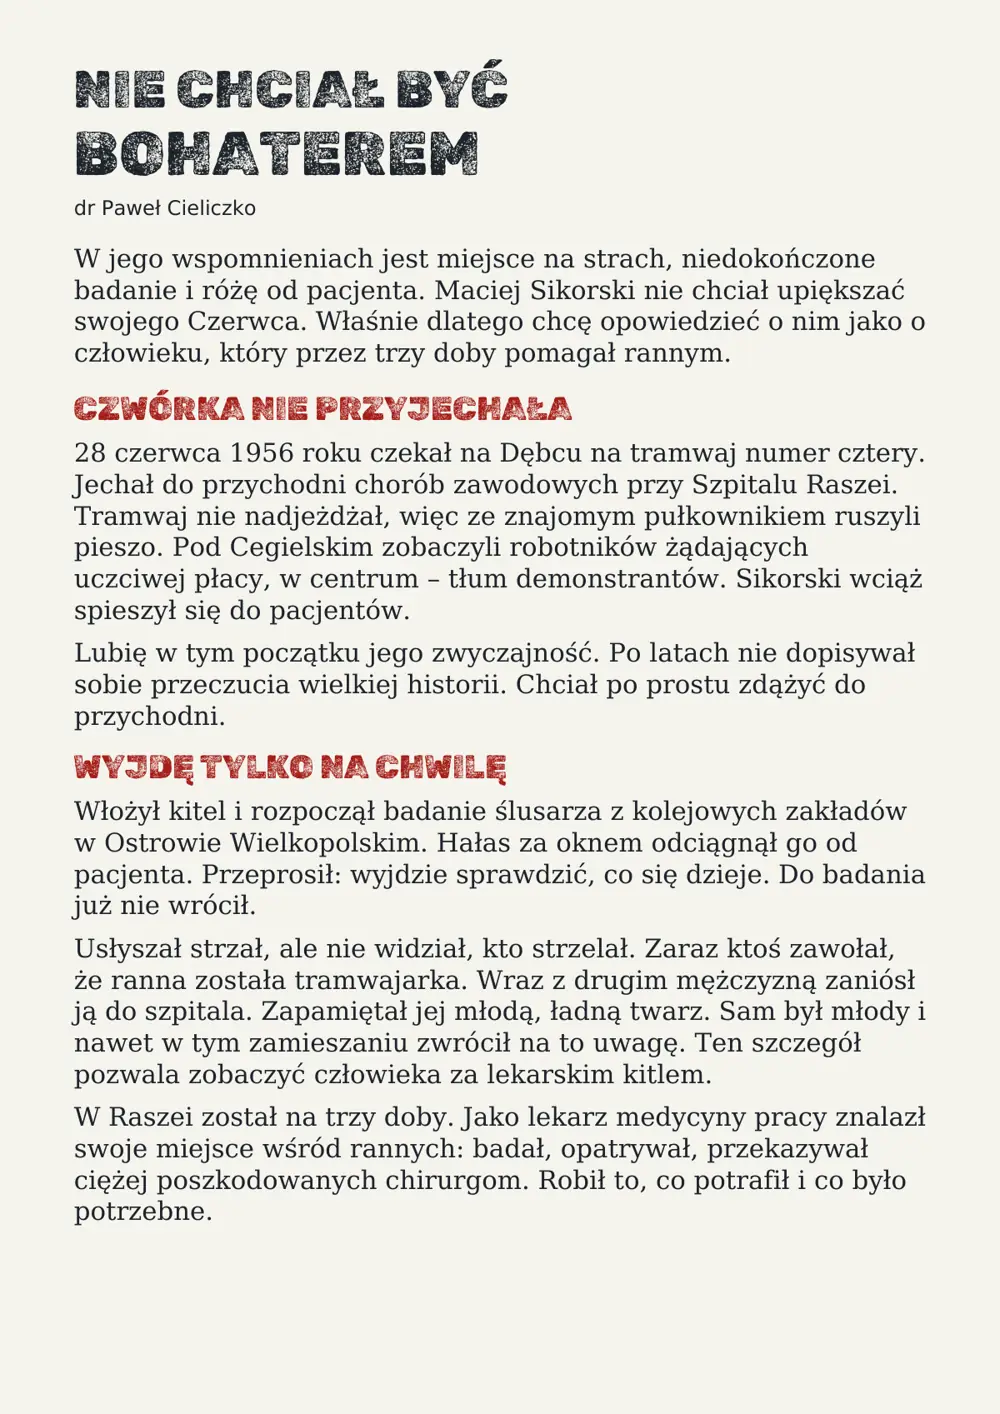 NIE CHCIAŁ BYĆ
BOHATEREM
dr Paweł Cieliczko
W jego wspomnieniach jest miejsce na strach, niedokończone
badanie i różę od pacjenta. Maciej Sikorski nie chciał upiększać
swojego Czerwca. Właśnie dlatego chcę opowiedzieć o nim jako o
człowieku, który przez trzy doby pomagał rannym.
CZWÓRKA NIE PRZYJECHAŁA
28 czerwca 1956 roku czekał na Dębcu na tramwaj numer cztery.
Jechał do przychodni chorób zawodowych przy Szpitalu Raszei.
Tramwaj nie nadjeżdżał, więc ze znajomym pułkownikiem ruszyli
pieszo. Pod Cegielskim zobaczyli robotników żądających
uczciwej płacy, w centrum – tłum demonstrantów. Sikorski wciąż
spieszył się do pacjentów.
Lubię w tym początku jego zwyczajność. Po latach nie dopisywał
sobie przeczucia wielkiej historii. Chciał po prostu zdążyć do
przychodni.
WYJDĘ TYLKO NA CHWILĘ
Włożył kitel i rozpoczął badanie ślusarza z kolejowych zakładów
w Ostrowie Wielkopolskim. Hałas za oknem odciągnął go od
pacjenta. Przeprosił: wyjdzie sprawdzić, co się dzieje. Do badania
już nie wrócił.
Usłyszał strzał, ale nie widział, kto strzelał. Zaraz ktoś zawołał,
że ranna została tramwajarka. Wraz z drugim mężczyzną zaniósł
ją do szpitala. Zapamiętał jej młodą, ładną twarz. Sam był młody i
nawet w tym zamieszaniu zwrócił na to uwagę. Ten szczegół
pozwala zobaczyć człowieka za lekarskim kitlem.
W Raszei został na trzy doby. Jako lekarz medycyny pracy znalazł
swoje miejsce wśród rannych: badał, opatrywał, przekazywał
ciężej poszkodowanych chirurgom. Robił to, co potrafił i co było
potrzebne.